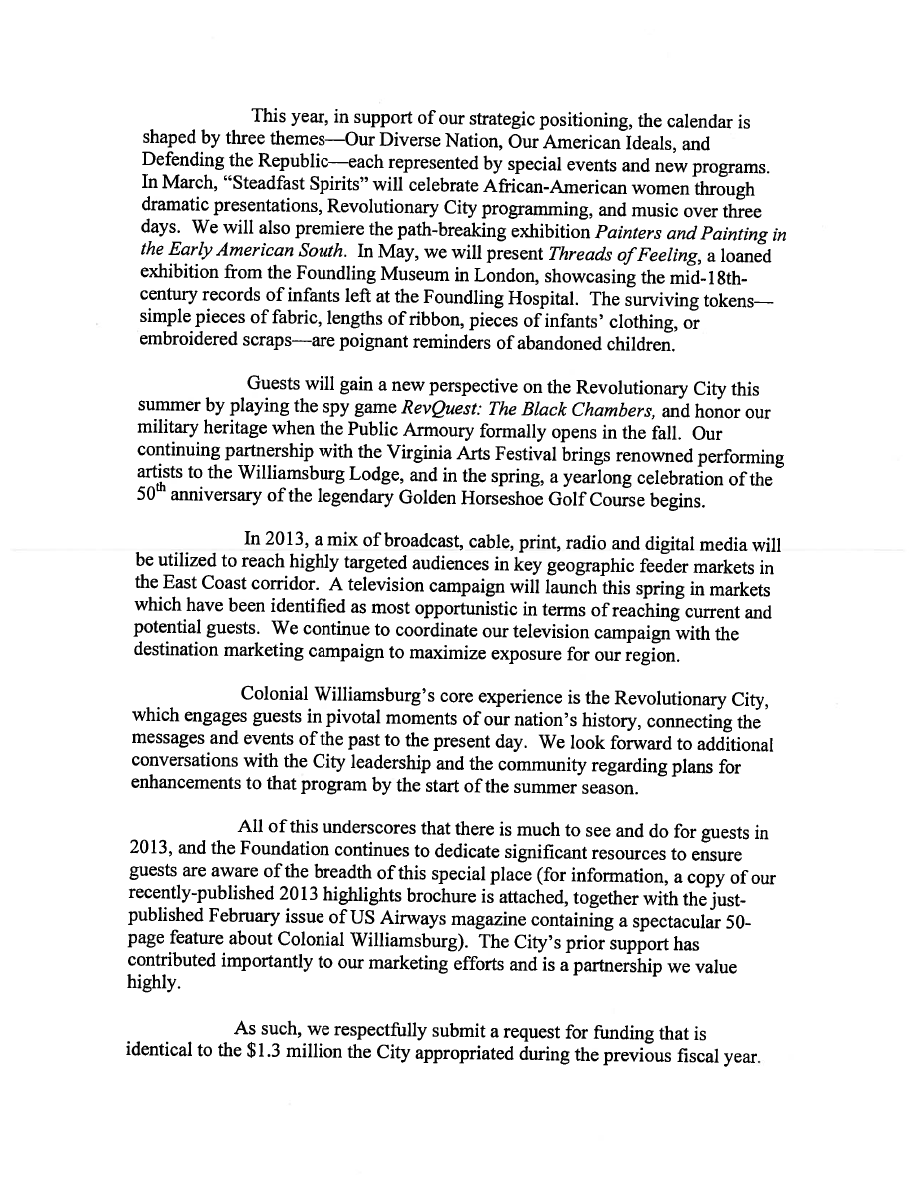 This year, in support of our strategic positioning, the calendar is
shaped by three themes—Our Diverse Nation, Our American Ideals, and
Defending the Republic—each represented by special events and new programs.
In March, “Steadfast Spirits” will celebrate African-American women through
dramatic presentations, Revolutionary City programming, and music over three
days. We will also premiere the path-breaking exhibition Painters and Painting in
the Early American South. In May, we will present Threads of Feeling, a loaned
exhibition from the Foundling Museum in London, showcasing the mid-18th-
century records of infants left at the Foundling Hospital. The surviving tokens—
simple pieces of fabric, lengths of ribbon, pieces of infants’ clothing, or
embroidered scraps—are poignant reminders of abandoned children.
Guests will gain a new perspective on the Revolutionary City this
summer by playing the spy game RevQuest: The Black Chambers, and honor our
military heritage when the Public Armoury formally opens in the fall. Our
continuing partnership with the Virginia Arts Festival brings renowned performing
artists to the Williamsburg Lodge, and in the spring, a yearlong celebration of the
50th anniversary of the legendary Golden Horseshoe Golf Course begins.
In 2013, a mix of broadcast, cable, print, radio and digital media will
be utilized to reach highly targeted audiences in key geographic feeder markets in
the East Coast corridor. A television campaign will launch this spring in markets
which have been identified as most opportunistic in terms of reaching current and
potential guests. We continue to coordinate our television campaign with the
destination marketing campaign to maximize exposure for our region.
Colonial Williamsburg’s core experience is the Revolutionary City,
which engages guests in pivotal moments of our nation’s history, connecting the
messages and events of the past to the present day. We look forward to additional
conversations with the City leadership and the community regarding plans for
enhancements to that program by the start of the summer season.
All of this underscores that there is much to see and do for guests in
2013, and the Foundation continues to dedicate significant resources to ensure
guests are aware of the breadth of this special place (for information, a copy of our
recently-published 2013 highlights brochure is attached, together with the just-
published February issue of US Airways magazine containing a spectacular 50-
page feature about Colonial Williamsburg). The City’s prior support has
contributed importantly to our marketing efforts and is a partnership we value
highly.
As such, we respectfully submit a request for funding that is
identical to the $1.3 million the City appropriated during the previous fiscal year.